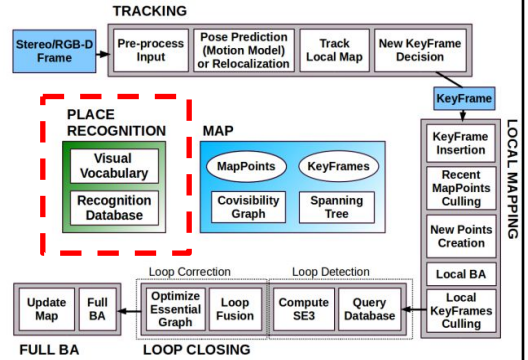 TRACKING
Stereo/RGB-D
Frame
Pre-process
Input
Pose Prediction
(Motion Model)
or Relocalization
Track
Local Map
New KeyFrame
Decision
KeyFrame
LOCAL MAPPING
KeyFrame
Insertion
Recent
MapPoints
Culling
New Points
Creation
Local BA
Local
KeyFrames
Culling
PLACE
RECOGNITION
Visual
Vocabulary
Recognition
Database
MAP
MapPoints
KeyFrames
Covisibility
Graph
Spanning
Tree
Loop Correction
Loop Detection
Optimize
Essential
Graph
Loop
Fusion
Compute
SE3
Query
Database
LOOP CLOSING
Update
Map
Full
BA
FULL BA